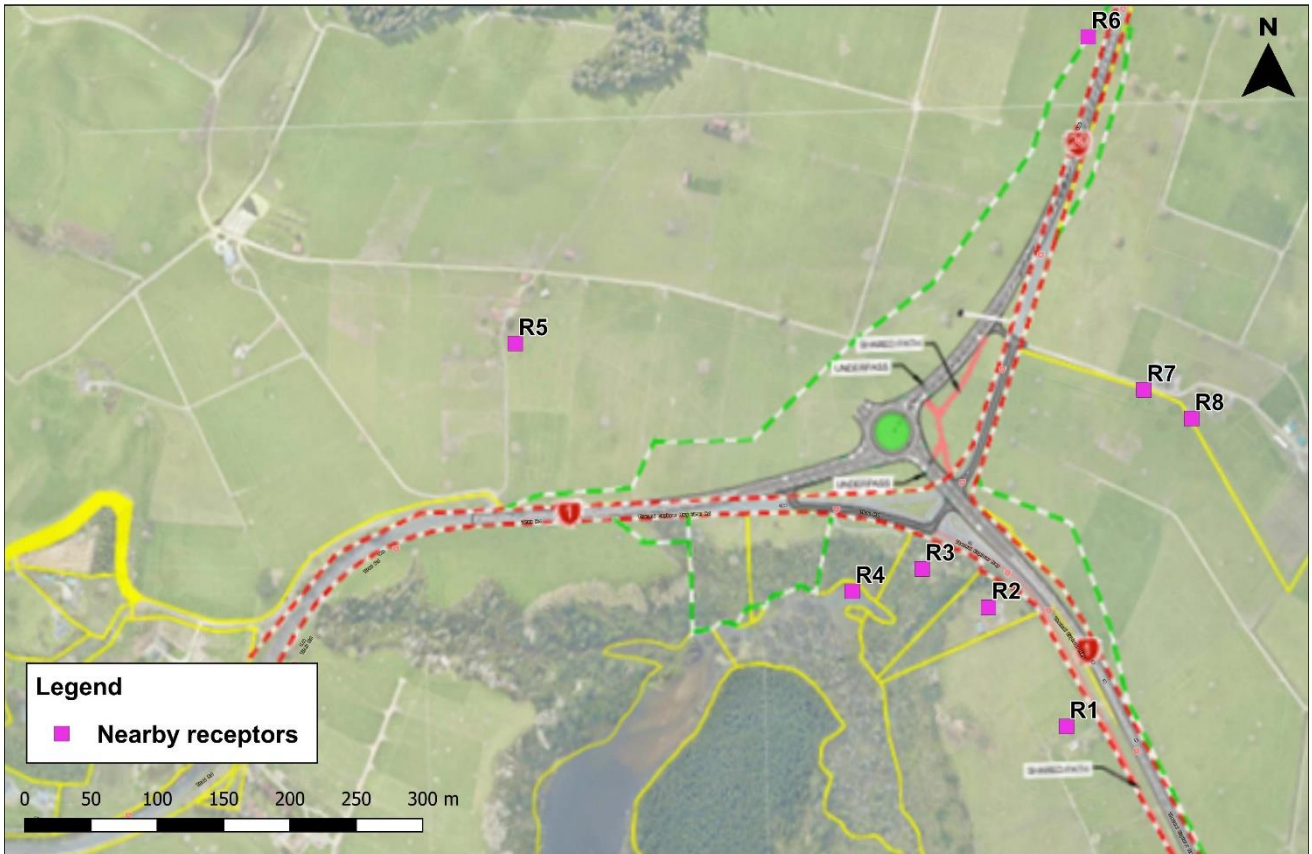 R6
N
R5
SHARED PATH
UNDERPASS
R7
R8
UNDERPASS
1
R3
R4
R2
R1
SHARED PATH
Legend
Nearby receptors
0 50 100 150 200 250 300 m